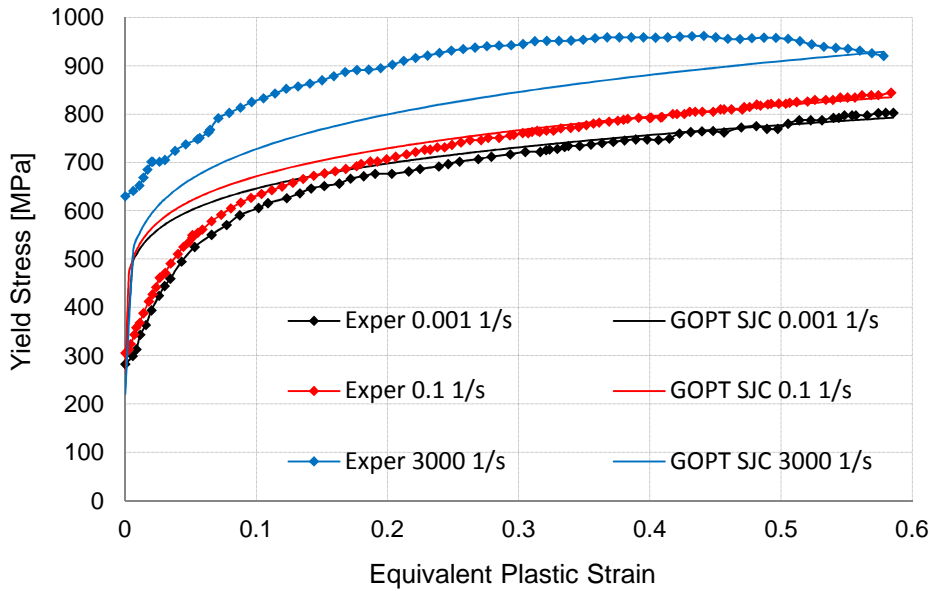 1000
900
800
700
600
500
400
300
200
100
0
Yield Stress [MPa]
Exper 0.001 1/s
GOPT SJC 0.001 1/s
Exper 0.1 1/s
GOPT SJC 0.1 1/s
Exper 3000 1/s
GOPT SJC 3000 1/s
0 0.1 0.2 0.3 0.4 0.5 0.6
Equivalent Plastic Strain